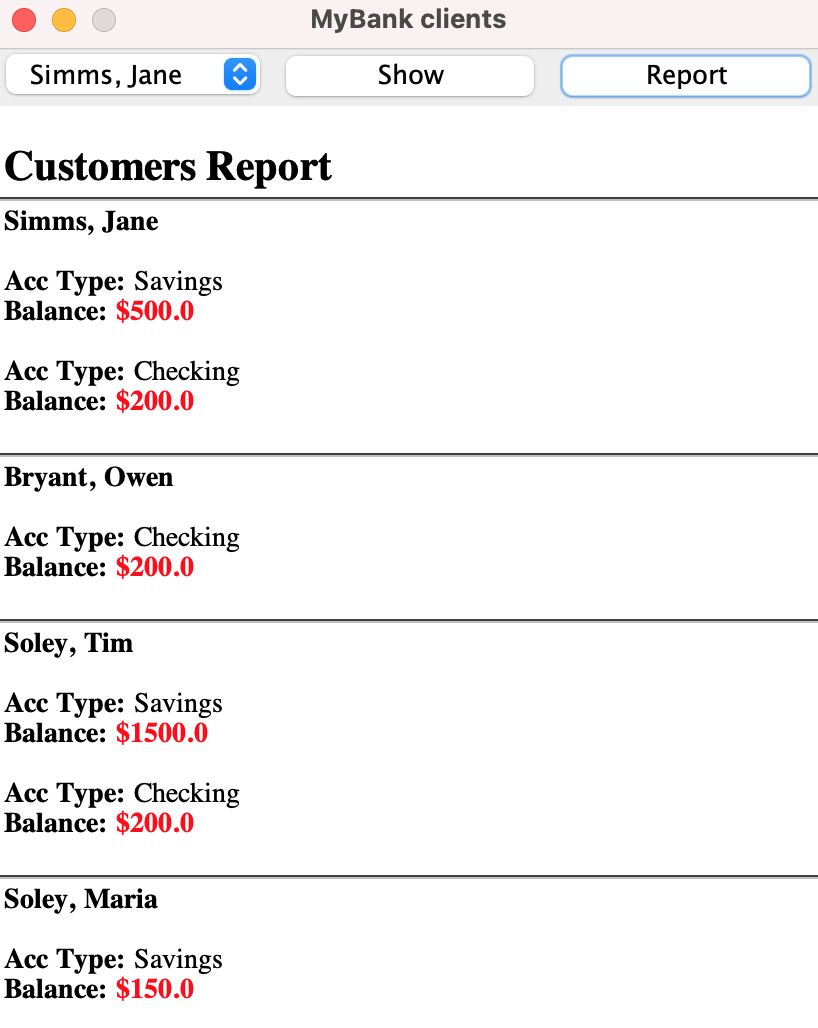 MyBank clients
Simms, Jane Show Report
Customers Report
Simms, Jane
Acc Type: Savings
Balance: $500.0
Acc Type: Checking
Balance: $200.0
Bryant, Owen
Acc Type: Checking
Balance: $200.0
Soley, Tim
Acc Type: Savings
Balance: $1500.0
Acc Type: Checking
Balance: $200.0
Soley, Maria
Acc Type: Savings
Balance: $150.0